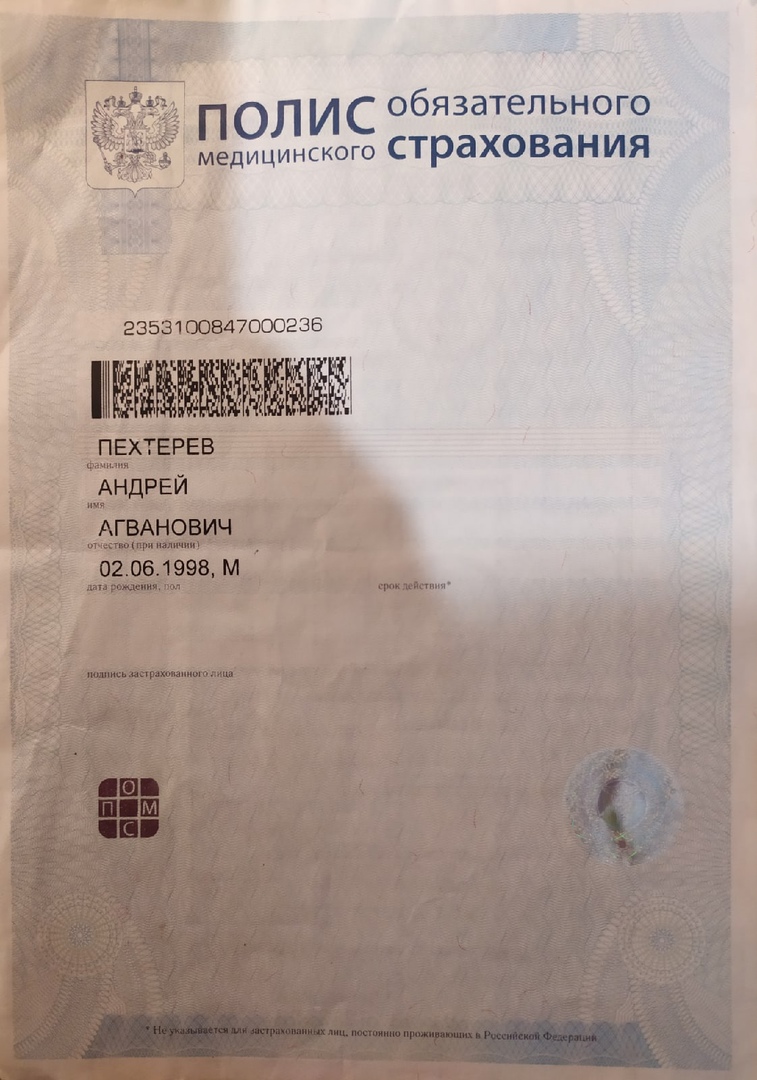 ПОЛИС обязательного
медицинского страхования
2353100847000236
ПЕХТЕРЕВ
фамилия
АНДРЕЙ
имя
АГВАНОВИЧ
отчество (при наличии)
02.06.1998, М
дата рождения, пол
срок действия*
подпись застрахованного лица
О
П М
С
* Не указывается для застрахованных лиц, постоянно проживающих в Российской Федерации